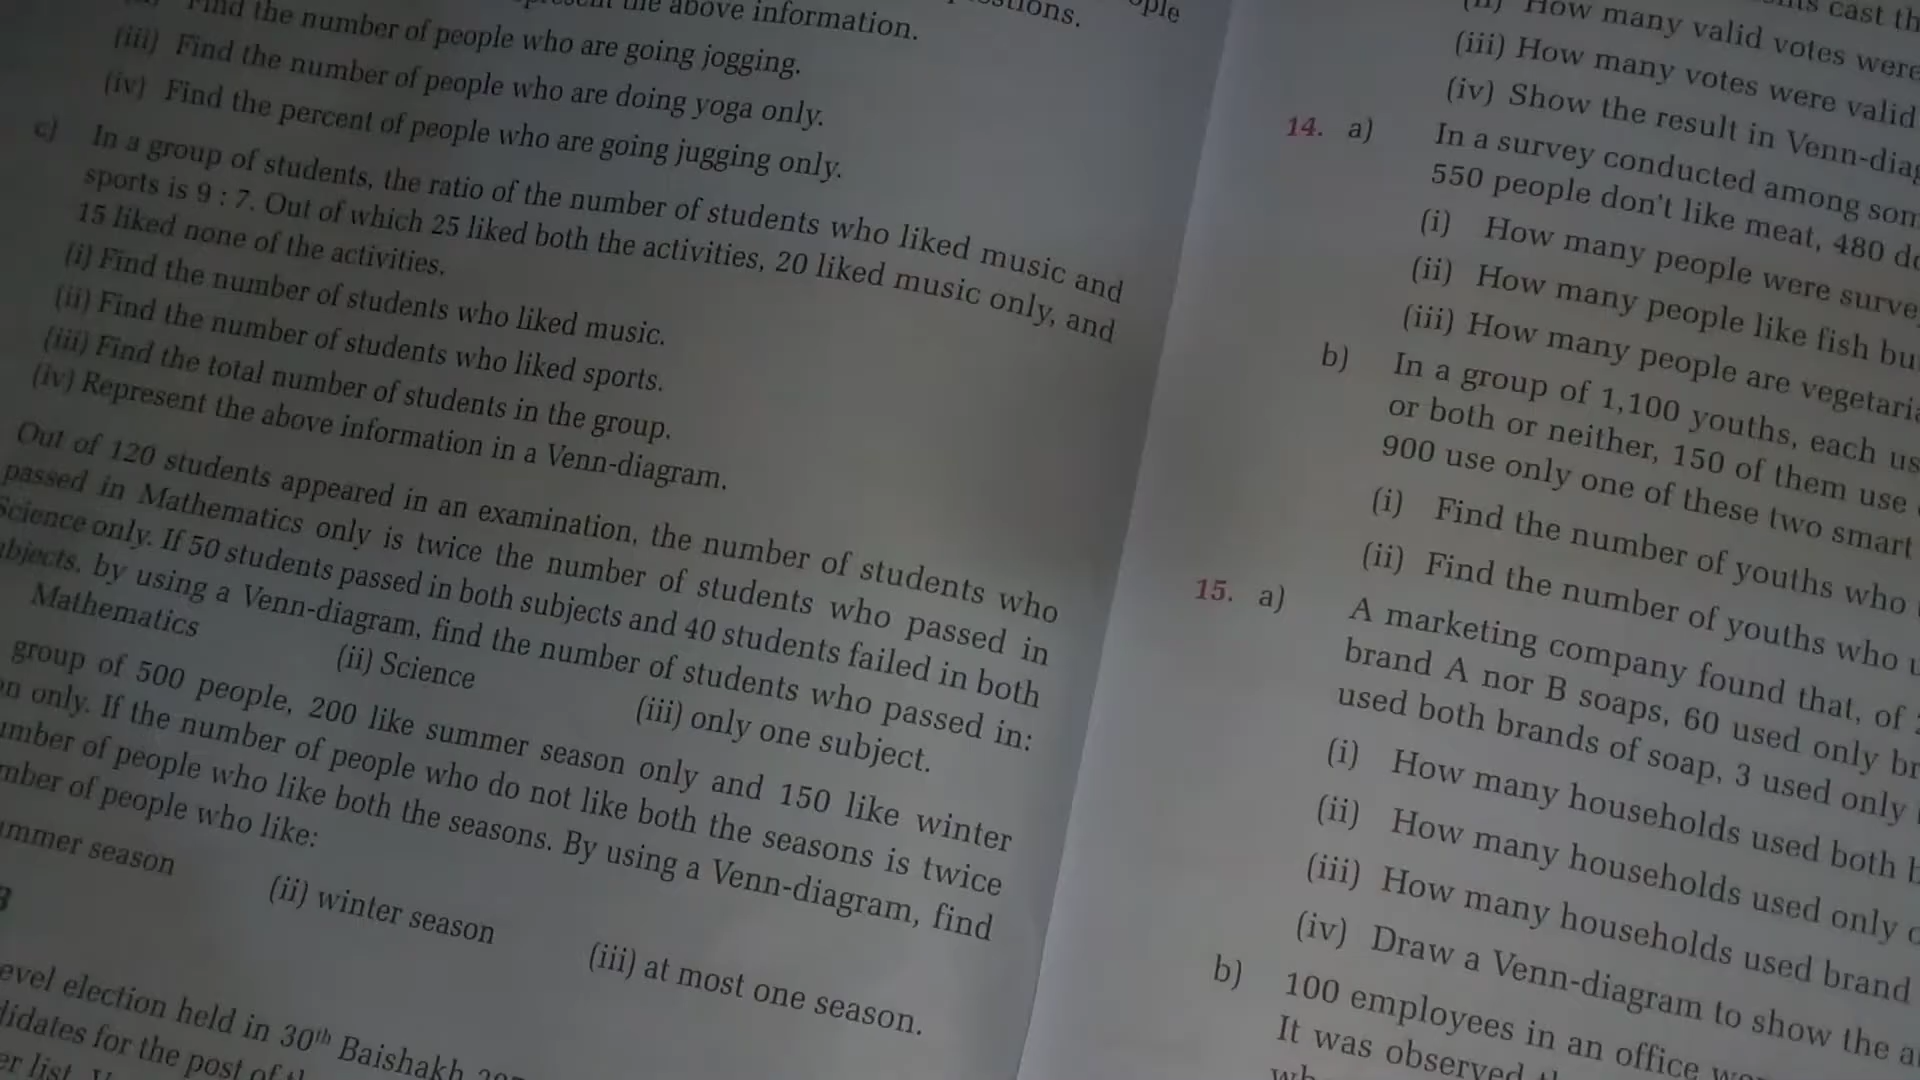 the above information.
Find the number of people who are going jogging.
(iii) Find the number of people who are doing yoga only.
(iv) Find the percent of people who are going jugging only.
c) In a group of students, the ratio of the number of students who liked music and
sports is 9 : 7. Out of which 25 liked both the activities, 20 liked music only, and
15 liked none of the activities.
(i) Find the number of students who liked music.
(ii) Find the number of students who liked sports.
(iii) Find the total number of students in the group.
(iv) Represent the above information in a Venn-diagram.
Out of 120 students appeared in an examination, the number of students who
passed in Mathematics only is twice the number of students who passed in
Science only. If 50 students passed in both subjects and 40 students failed in both
by using a Venn-diagram, find the number of students who passed in:
Mathematics (ii) Science (iii) only one subject.
group of 500 people, 200 like summer season only and 150 like winter
only. If the number of people who do not like both the seasons is twice
of people who like both the seasons. By using a Venn-diagram, find
of people who like:
season (ii) winter season (iii) at most one season.
election held in 30th Baishakh
for the post
How many valid votes were
(iii) How many votes were valid
(iv) Show the result in
14. a) In a survey conducted among
550 people don't like meat, 480
(i) How many people were
(ii) How many people like fish
(iii) How many people are
b) In a group of 1,100 youths, each
or both or neither, 150 of them use
900 use only one of these two smart
(i) Find the number of youths who
(ii) Find the number of youths who
15. a) A marketing company found that, of
brand A nor B soaps, 60 used only
used both brands of soap, 3 used only
(i) How many households used both
(ii) How many households used only
(iii) How many households used brand
(iv) Draw a Venn-diagram to show the
b) 100 employees in an office
It was observed